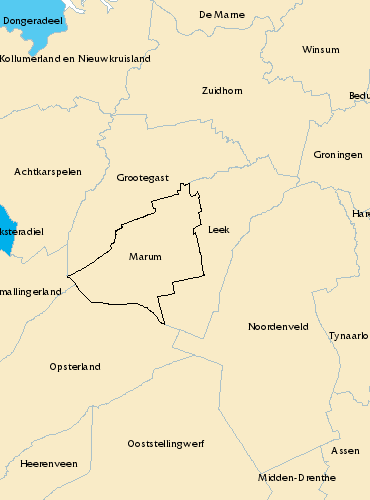 De Marne
Dongeradeel
Winsum
Kollumerland en Nieuwkruisland
Zuidhorn
Bedu
Groningen
Achtkarspelen
Grootegast
Hare
Leek
ksteradiel
Marum
mallingerland
Noordenveld
Tynaarlo
Opsterland
Ooststellingwerf
Assen
Heerenveen
Midden-Drenthe